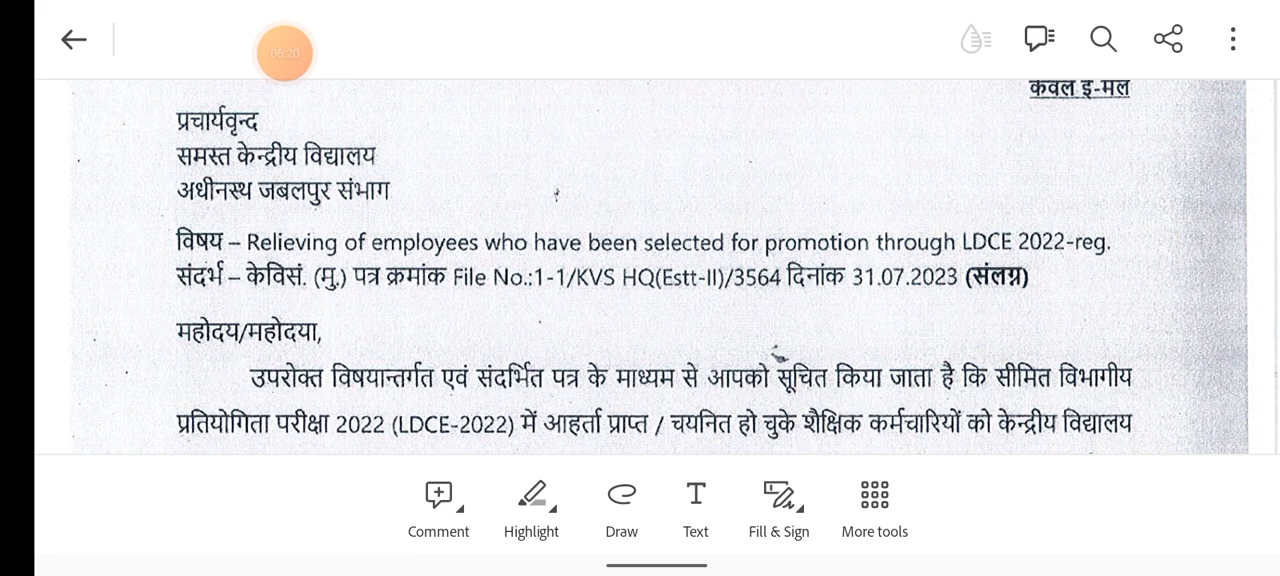 06:20
केवल इ-मेल
प्रचार्यवृन्द
समस्त केन्द्रीय विद्यालय
अधीनस्थ जबलपुर संभाग
विषय – Relieving of employees who have been selected for promotion through LDCE 2022-reg.
संदर्भ – केविसं. (मु.) पत्र क्रमांक File No.:1-1/KVS HQ(Estt-II)/3564 दिनांक 31.07.2023 (संलग्न)
महोदय/महोदया,
उपरोक्त विषयान्तर्गत एवं संदर्भित पत्र के माध्यम से आपको सूचित किया जाता है कि सीमित विभागीय
प्रतियोगिता परीक्षा 2022 (LDCE-2022) में आहर्ता प्राप्त / चयनित हो चुके शैक्षिक कर्मचारियों को केन्द्रीय विद्यालय
Comment Highlight Draw Text Fill & Sign More tools